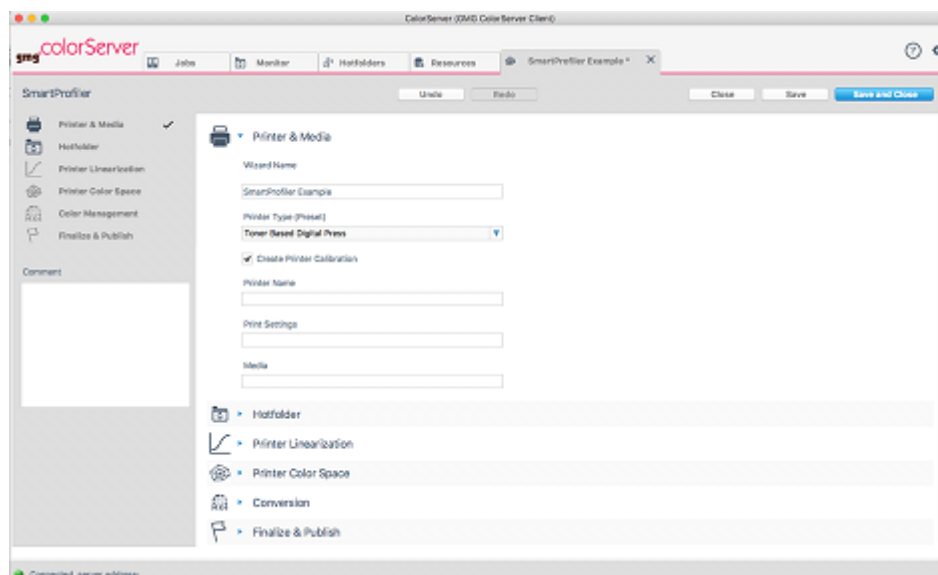 ColorServer (GMG ColorServer Client)
gmg colorServer
Jobs
Monitor
Hotfolders
Resources
SmartProfiler Example *
SmartProfiler
Undo
Redo
Close
Save
Save and Close
Printer & Media
Hotfolder
Printer Linearization
Printer Color Space
Color Management
Finalize & Publish
Comment
Printer & Media
Wizard Name
SmartProfiler Example
Printer Type (Preset)
Toner Based Digital Press
Create Printer Calibration
Printer Name
Print Settings
Media
Hotfolder
Printer Linearization
Printer Color Space
Conversion
Finalize & Publish
Connected, server address: